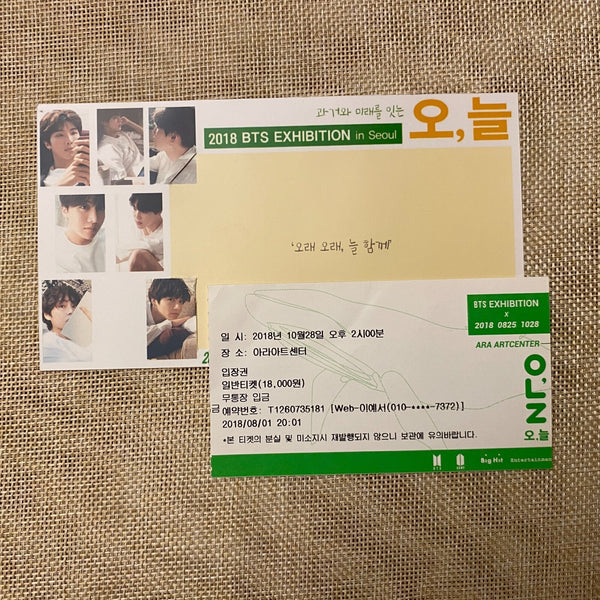 과거와 미래를 잇는
2018 BTS EXHIBITION in Seoul
오,늘
'오래 오래, 늘 함께'
2
BTS EXHIBITION
x
2018 0825 1028
ARA ARTCENTER
일 시: 2018년 10월28일 오후 2시00분
장 소: 아라아트센터
입장권
일반티켓(18,000원)
무통장 입금
금
예약번호: T1260735181 [Web-이예서(010-****-7372)]
2018/08/01 20:01
*본 티켓의 분실 및 미소지시 재발행되지 않으니 보관에 유의바랍니다.
오,늘
오,늘
BTS
Big Hit
Entertainmen